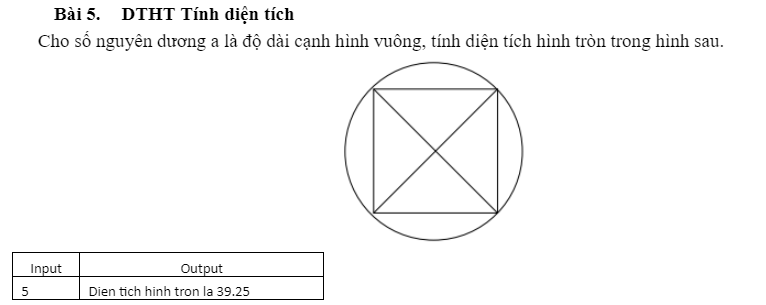 Bài 5. DTHT Tính diện tích
Cho số nguyên dương a là độ dài cạnh hình vuông, tính diện tích hình tròn trong hình sau.
Input Output
5 Dien tich hinh tron la 39.25